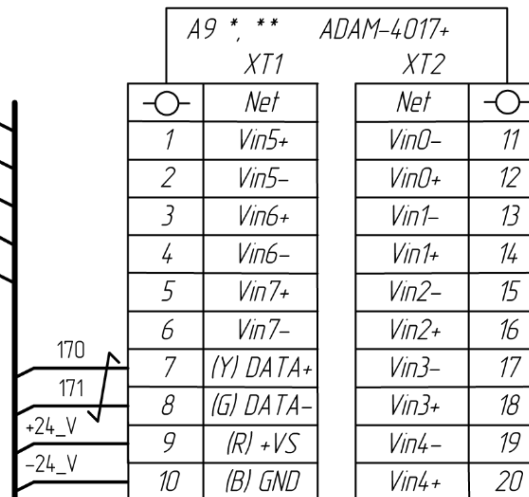 A9 *, ** ADAM-4017+
XT1 XT2
Net Net
1 Vin5+ Vin0- 11
2 Vin5- Vin0+ 12
3 Vin6+ Vin1- 13
4 Vin6- Vin1+ 14
5 Vin7+ Vin2- 15
6 Vin7- Vin2+ 16
170 7 (Y) DATA+ Vin3- 17
171 8 (G) DATA- Vin3+ 18
+24_V 9 (R) +VS Vin4- 19
-24_V 10 (B) GND Vin4+ 20